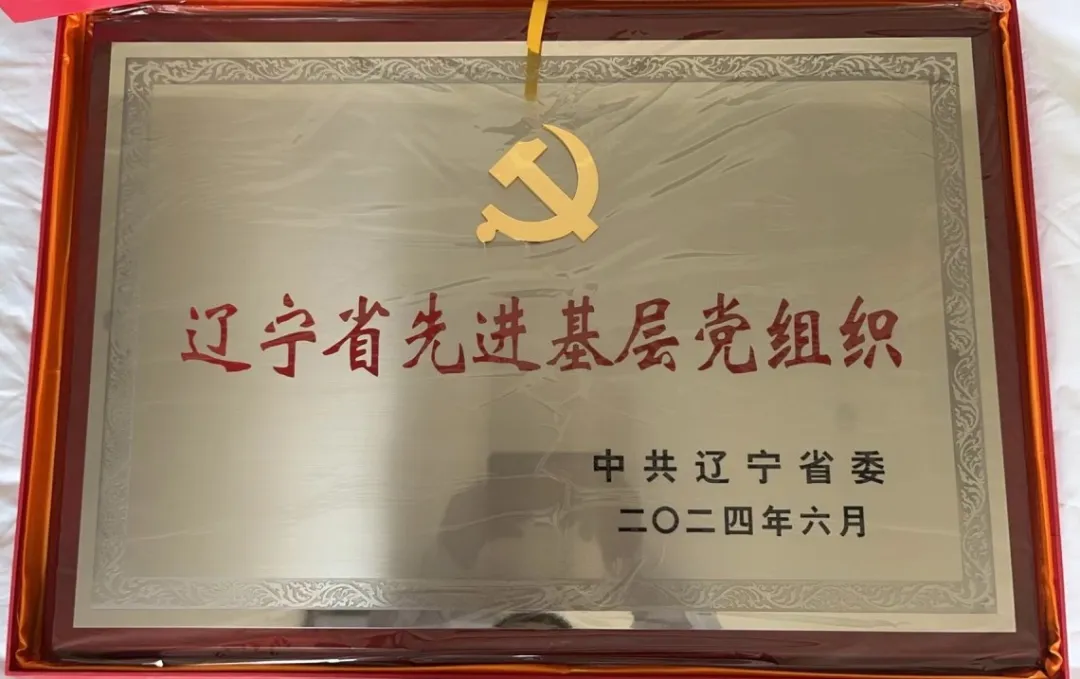 辽宁省先进基层党组织
中共辽宁省委
二〇二四年六月